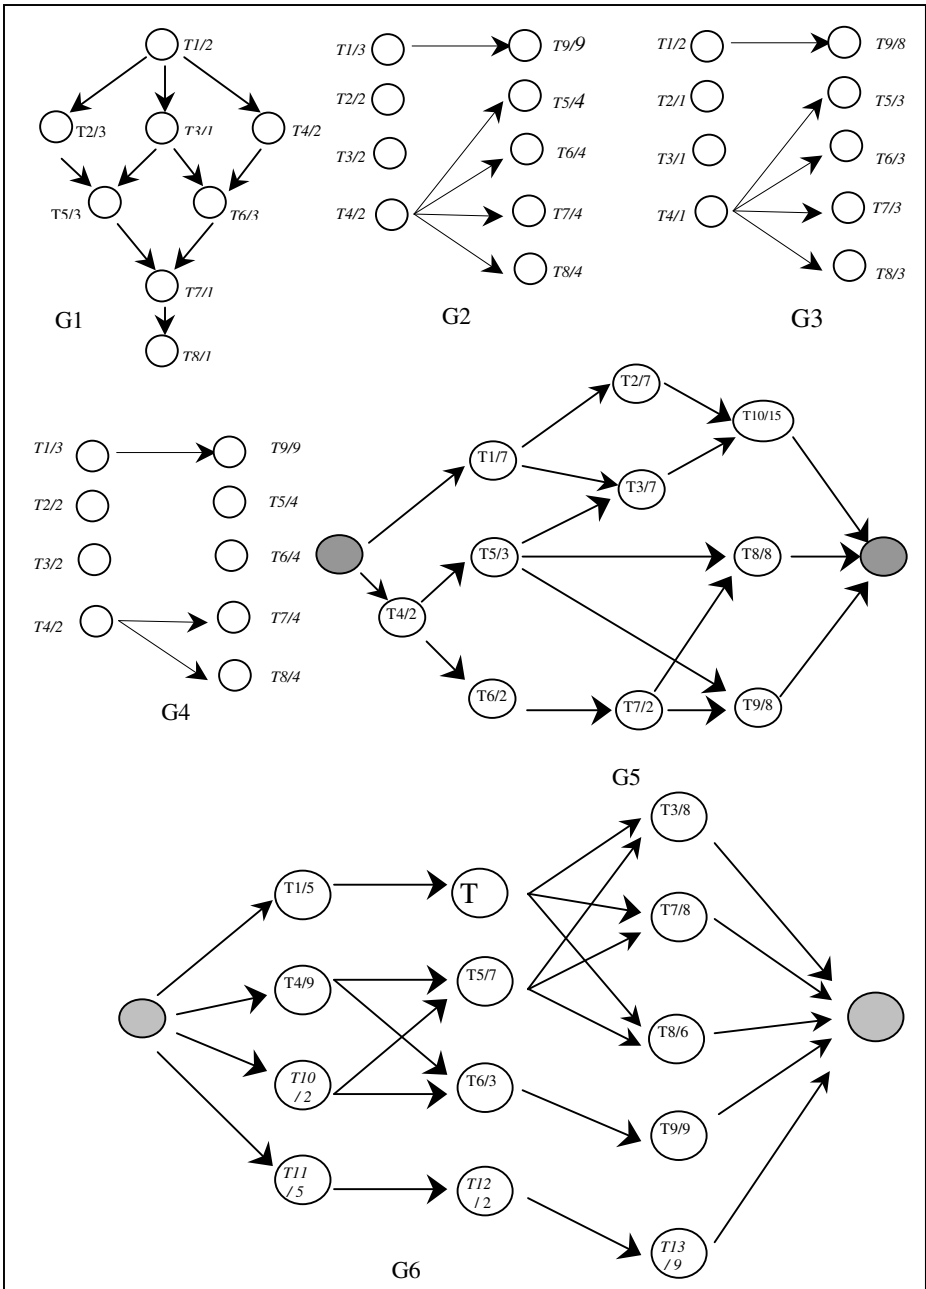 T1/2
T2/3
T3/1
T4/2
T5/3
T6/3
T7/1
T8/1
G1
T1/3
T9/9
T2/2
T5/4
T3/2
T6/4
T4/2
T7/4
T8/4
G2
T1/2
T9/8
T2/1
T5/3
T3/1
T6/3
T4/1
T7/3
T8/3
G3
T1/3
T9/9
T2/2
T5/4
T3/2
T6/4
T4/2
T7/4
T8/4
G4
T2/7
T10/15
T1/7
T3/7
T5/3
T8/8
T4/2
T6/2
T7/2
T9/8
G5
T3/8
T1/5
T
T7/8
T4/9
T5/7
T8/6
T10
/ 2
T6/3
T9/9
T11
/ 5
T12
/ 2
T13
/ 9
G6